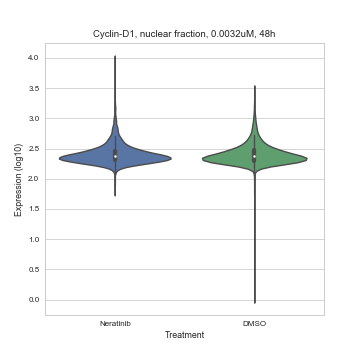 Cyclin-D1, nuclear fraction, 0.0032uM, 48h
4.0
3.5
3.0
2.5
2.0
1.5
1.0
0.5
0.0
Expression (log10)
Neratinib
DMSO
Treatment